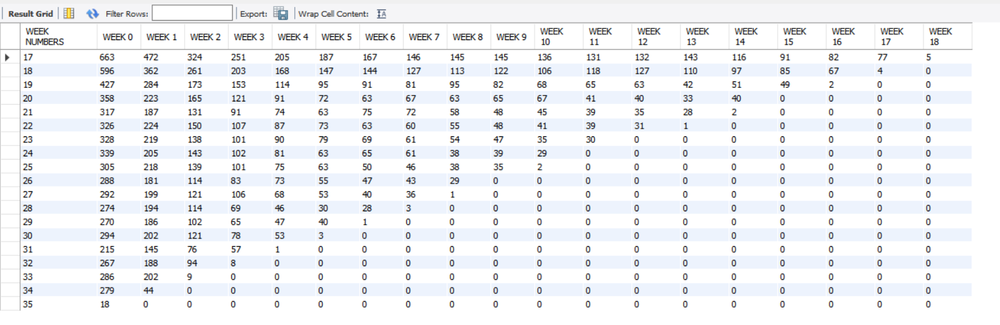 Result Grid Filter Rows: Export: Wrap Cell Content:
WEEK NUMBERS WEEK 0 WEEK 1 WEEK 2 WEEK 3 WEEK 4 WEEK 5 WEEK 6 WEEK 7 WEEK 8 WEEK 9 WEEK 10 WEEK 11 WEEK 12 WEEK 13 WEEK 14 WEEK 15 WEEK 16 WEEK 17 WEEK 18
17 663 472 324 251 205 187 167 146 145 145 136 131 132 143 116 91 82 77 5
18 596 362 261 203 168 147 144 127 113 122 106 118 127 110 97 85 67 4 0
19 427 284 173 153 114 95 91 81 95 82 68 65 63 42 51 49 2 0 0
20 358 223 165 121 91 72 63 67 63 65 67 41 40 33 40 0 0 0 0
21 317 187 131 91 74 63 75 72 58 48 45 39 35 28 2 0 0 0 0
22 326 224 150 107 87 73 63 60 55 48 41 39 31 1 0 0 0 0 0
23 328 219 138 101 90 79 69 61 54 47 35 30 0 0 0 0 0 0 0
24 339 205 143 102 81 63 65 61 38 39 29 0 0 0 0 0 0 0 0
25 305 218 139 101 75 63 50 46 38 35 2 0 0 0 0 0 0 0 0
26 288 181 114 83 73 55 47 43 29 0 0 0 0 0 0 0 0 0 0
27 292 199 121 106 68 53 40 36 1 0 0 0 0 0 0 0 0 0 0
28 274 194 114 69 46 30 28 3 0 0 0 0 0 0 0 0 0 0 0
29 270 186 102 65 47 40 1 0 0 0 0 0 0 0 0 0 0 0 0
30 294 202 121 78 53 3 0 0 0 0 0 0 0 0 0 0 0 0 0
31 215 145 76 57 1 0 0 0 0 0 0 0 0 0 0 0 0 0 0
32 267 188 94 8 0 0 0 0 0 0 0 0 0 0 0 0 0 0 0
33 286 202 9 0 0 0 0 0 0 0 0 0 0 0 0 0 0 0 0
34 279 44 0 0 0 0 0 0 0 0 0 0 0 0 0 0 0 0 0
35 18 0 0 0 0 0 0 0 0 0 0 0 0 0 0 0 0 0 0